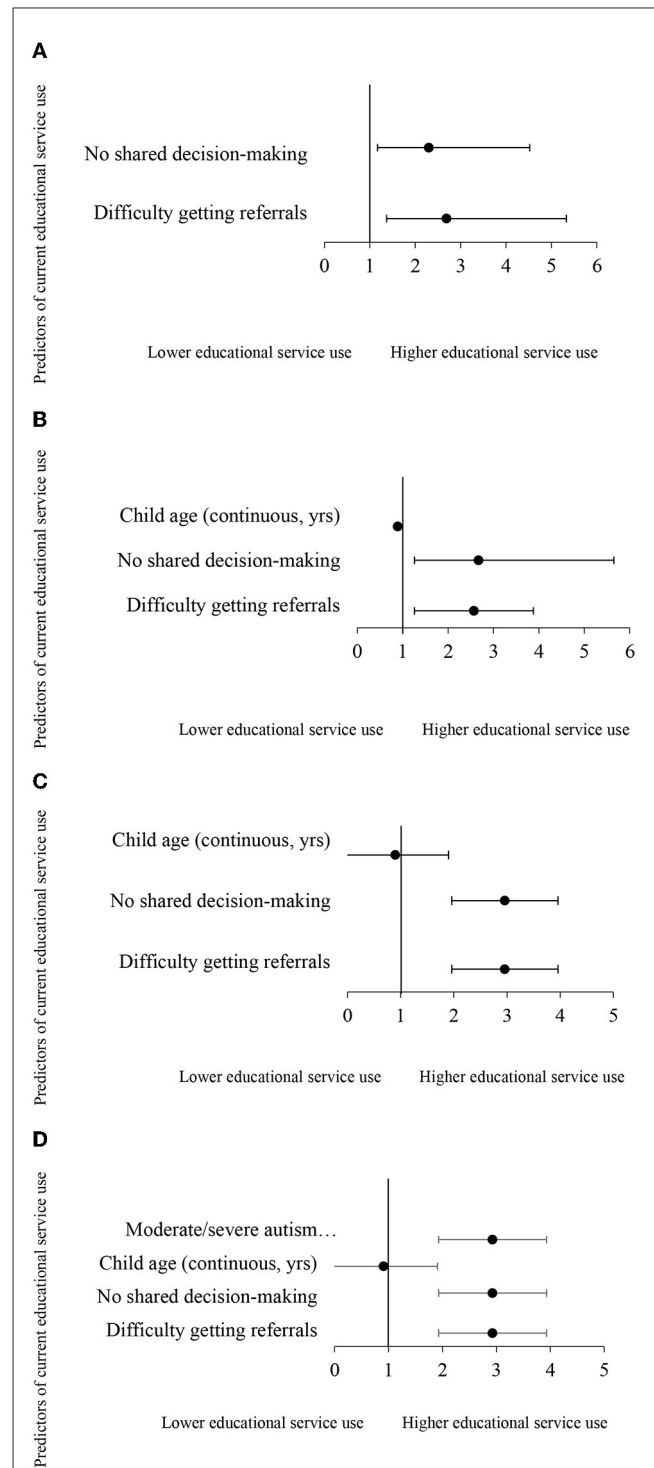 A
Predictors of current educational service use
No shared decision-making
Difficulty getting referrals
0 1 2 3 4 5 6
Lower educational service use Higher educational service use
B
Predictors of current educational service use
Child age (continuous, yrs)
No shared decision-making
Difficulty getting referrals
0 1 2 3 4 5 6
Lower educational service use Higher educational service use
C
Predictors of current educational service use
Child age (continuous, yrs)
No shared decision-making
Difficulty getting referrals
0 1 2 3 4 5
Lower educational service use Higher educational service use
D
Predictors of current educational service use
Moderate/severe autism…
Child age (continuous, yrs)
No shared decision-making
Difficulty getting referrals
0 1 2 3 4 5
Lower educational service use Higher educational service use